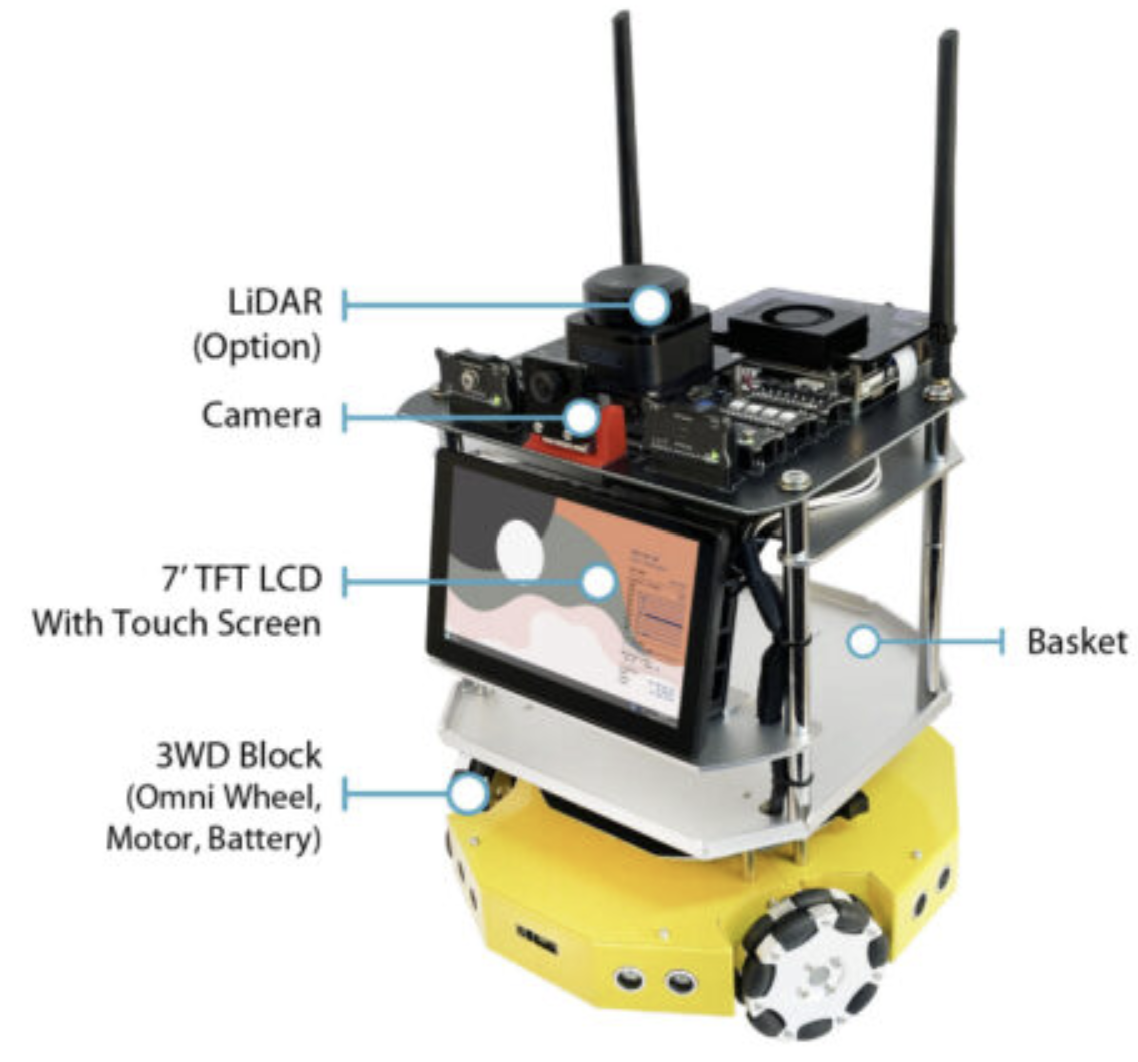 LiDAR
(Option)
Camera
7’ TFT LCD
With Touch Screen
3WD Block
(Omni Wheel,
Motor, Battery)
Basket